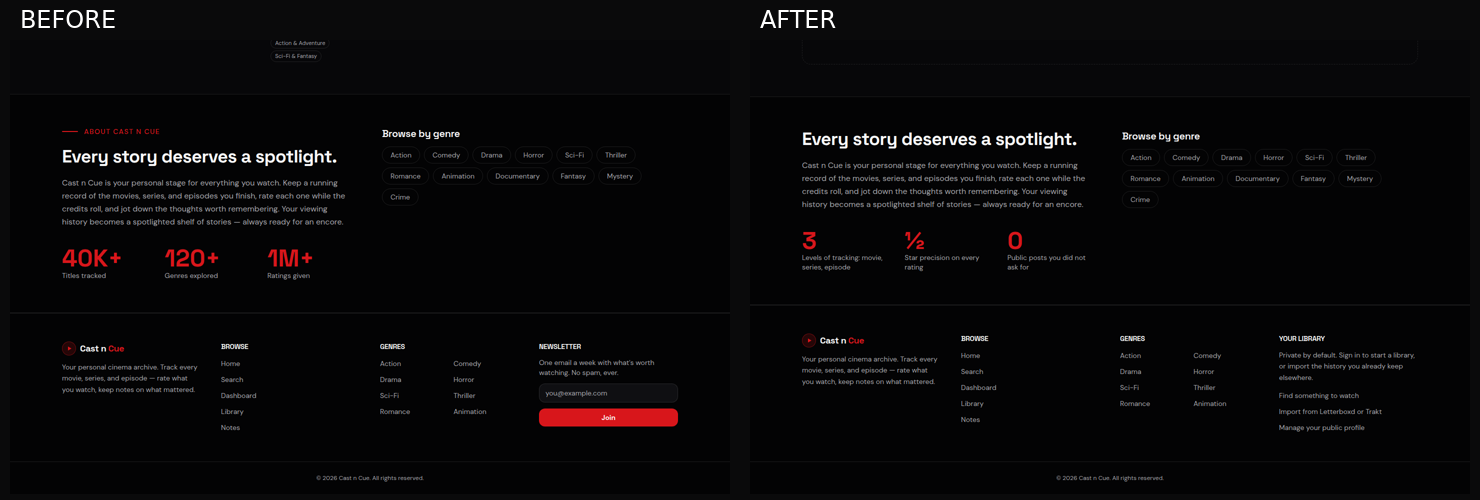 BEFORE
Action & Adventure
Sci-Fi & Fantasy
ABOUT CAST N CUE
Every story deserves a spotlight.
Cast n Cue is your personal stage for everything you watch. Keep a running
record of the movies, series, and episodes you finish, rate each one while the
credits roll, and jot down the thoughts worth remembering. Your viewing
history becomes a spotlighted shelf of stories — always ready for an encore.
40K+ 120+ 1M+
Titles tracked Genres explored Ratings given
Browse by genre
Action Comedy Drama Horror Sci-Fi Thriller
Romance Animation Documentary Fantasy Mystery
Crime
Cast n Cue
Your personal cinema archive. Track every
movie, series, and episode — rate what
you watch, keep notes on what mattered.
BROWSE
Home
Search
Dashboard
Library
Notes
GENRES
Action Comedy
Drama Horror
Sci-Fi Thriller
Romance Animation
NEWSLETTER
One email a week with what's worth
watching. No spam, ever.
you@example.com
Join
© 2026 Cast n Cue. All rights reserved.
AFTER
Every story deserves a spotlight.
Cast n Cue is your personal stage for everything you watch. Keep a running
record of the movies, series, and episodes you finish, rate each one while the
credits roll, and jot down the thoughts worth remembering. Your viewing
history becomes a spotlighted shelf of stories — always ready for an encore.
3 ½ 0
Levels of tracking: movie, Star precision on every Public posts you did not
series, episode rating ask for
Browse by genre
Action Comedy Drama Horror Sci-Fi Thriller
Romance Animation Documentary Fantasy Mystery
Crime
Cast n Cue
Your personal cinema archive. Track every
movie, series, and episode — rate what
you watch, keep notes on what mattered.
BROWSE
Home
Search
Dashboard
Library
Notes
GENRES
Action Comedy
Drama Horror
Sci-Fi Thriller
Romance Animation
YOUR LIBRARY
Private by default. Sign in to start a library,
or import the history you already keep
elsewhere.
Find something to watch
Import from Letterboxd or Trakt
Manage your public profile
© 2026 Cast n Cue. All rights reserved.